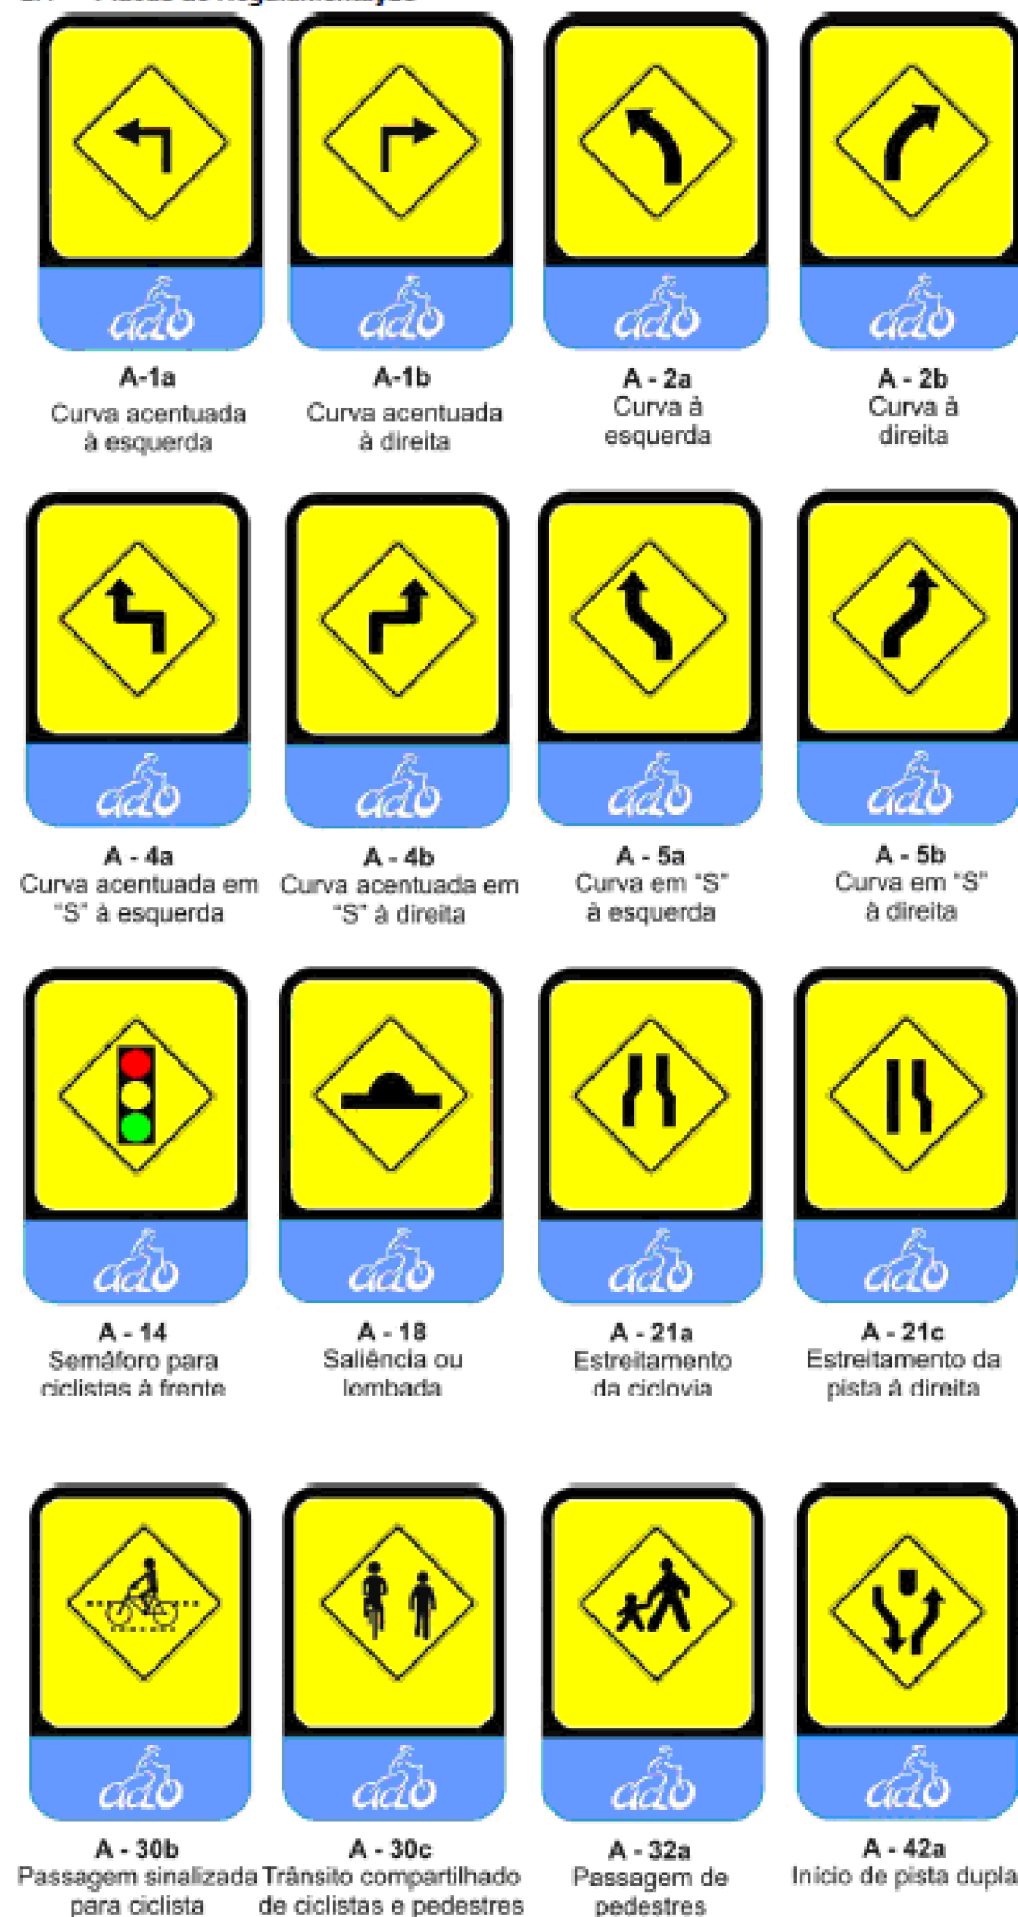 A-1a
Curva acentuada
à esquerda
A-1b
Curva acentuada
à direita
A - 2a
Curva à
esquerda
A - 2b
Curva à
direita
A - 4a
Curva acentuada em
"S" à esquerda
A - 4b
Curva acentuada em
"S" à direita
A - 5a
Curva em "S"
à esquerda
A - 5b
Curva em "S"
à direita
A - 14
Semáforo para
ciclistas à frente
A - 18
Saliência ou
lombada
A - 21a
Estreitamento
da ciclovia
A - 21c
Estreitamento da
pista à direita
A - 30b
Passagem sinalizada
para ciclista
A - 30c
Trânsito compartilhado
de ciclistas e pedestres
A - 32a
Passagem de
pedestres
A - 42a
Início de pista dupla